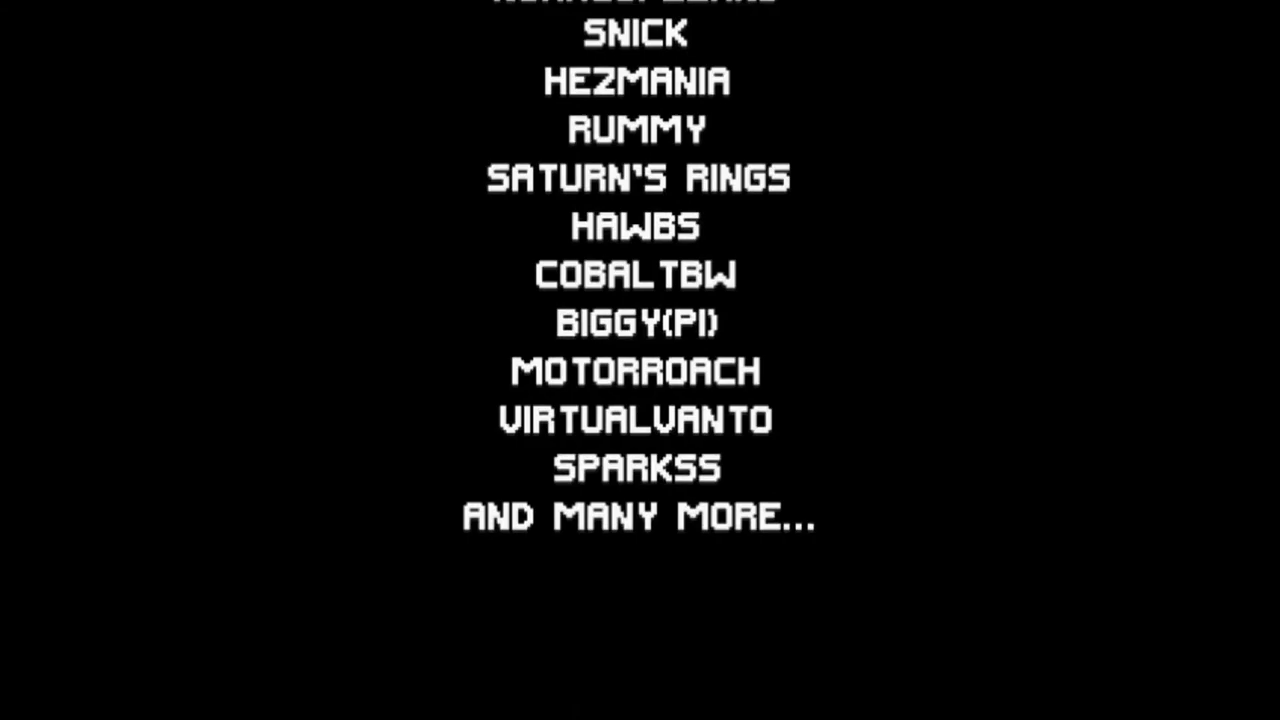 SNICK
HEZMANIA
RUMMY
SATURN'S RINGS
HAWBS
COBALTBW
BIGGY(PI)
MOTORROACH
VIRTUALVANTO
SPARKSS
AND MANY MORE...